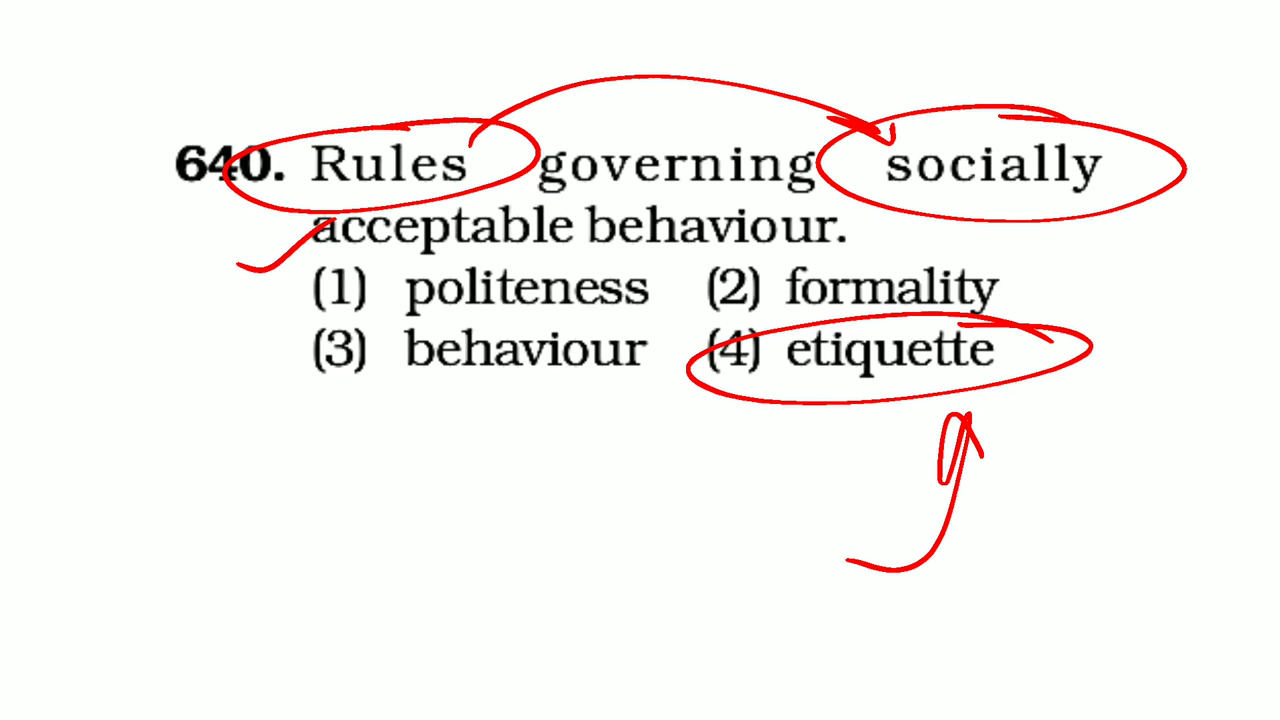 640. Rules governing socially
acceptable behaviour.
(1) politeness (2) formality
(3) behaviour (4) etiquette